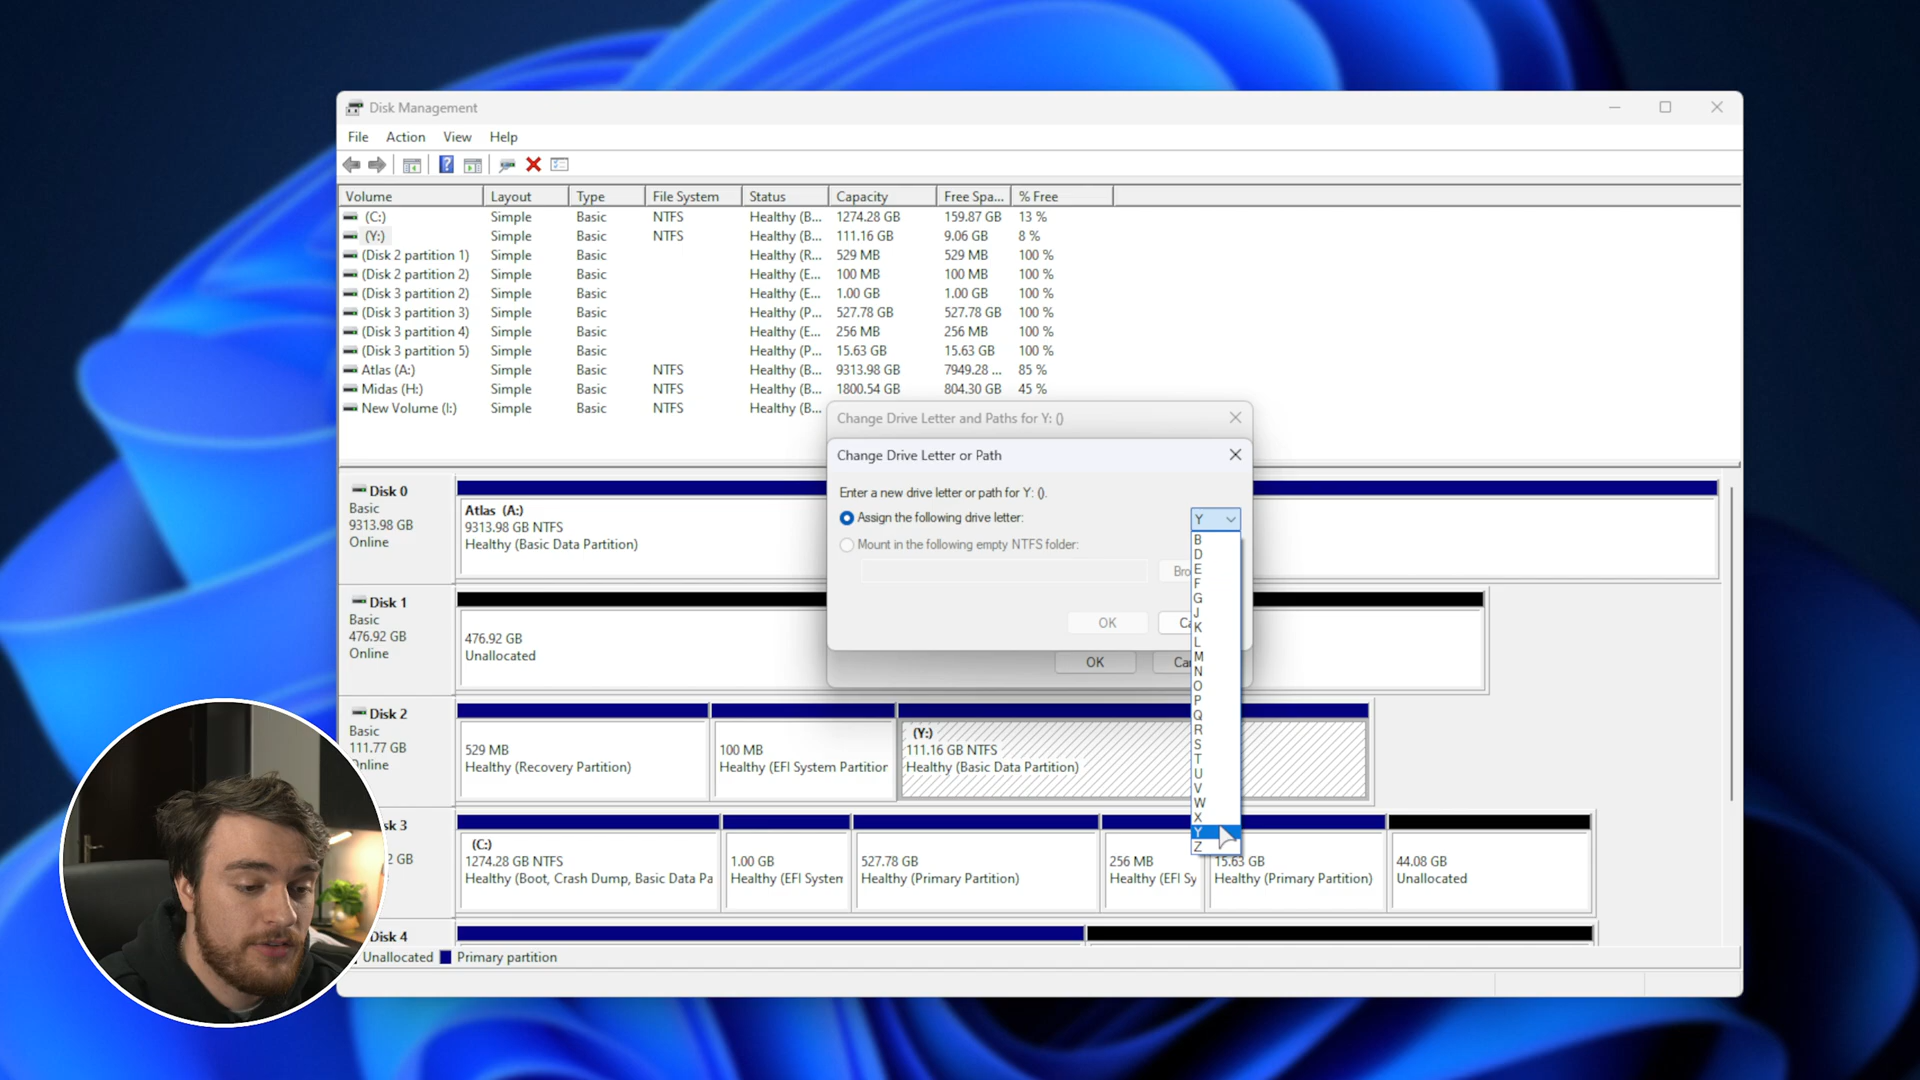 Disk Management
File Action View Help
Volume Layout Type File System Status Capacity Free Spa... % Free
(C:) Simple Basic NTFS Healthy (B... 1274.28 GB 159.87 GB 13 %
(Y:) Simple Basic NTFS Healthy (B... 111.16 GB 9.06 GB 8 %
(Disk 2 partition 1) Simple Basic Healthy (R... 529 MB 529 MB 100 %
(Disk 2 partition 2) Simple Basic Healthy (E... 100 MB 100 MB 100 %
(Disk 3 partition 2) Simple Basic Healthy (E... 1.00 GB 1.00 GB 100 %
(Disk 3 partition 3) Simple Basic Healthy (P... 527.78 GB 527.78 GB 100 %
(Disk 3 partition 4) Simple Basic Healthy (E... 256 MB 256 MB 100 %
(Disk 3 partition 5) Simple Basic Healthy (P... 15.63 GB 15.63 GB 100 %
Atlas (A:) Simple Basic NTFS Healthy (B... 9313.98 GB 7949.28 ... 85 %
Midas (H:) Simple Basic NTFS Healthy (B... 1800.54 GB 804.30 GB 45 %
New Volume (I:) Simple Basic NTFS Healthy (B...
Change Drive Letter and Paths for Y: ()
Change Drive Letter or Path
Enter a new drive letter or path for Y: ().
Assign the following drive letter:
Y
Mount in the following empty NTFS folder:
Bro
OK Ca
OK Can
B
D
E
F
G
J
K
L
M
N
O
P
Q
R
S
T
U
V
W
X
Y
Z
Disk 0
Basic
9313.98 GB
Online
Atlas (A:)
9313.98 GB NTFS
Healthy (Basic Data Partition)
Disk 1
Basic
476.92 GB
Online
476.92 GB
Unallocated
Disk 2
Basic
111.77 GB
Online
529 MB
Healthy (Recovery Partition)
100 MB
Healthy (EFI System Partitior
(Y:)
111.16 GB NTFS
Healthy (Basic Data Partition)
sk 3
2 GB
(C:)
1274.28 GB NTFS
Healthy (Boot, Crash Dump, Basic Data Pa
1.00 GB
Healthy (EFI System
527.78 GB
Healthy (Primary Partition)
256 MB
Healthy (EFI Sy
15.63 GB
Healthy (Primary Partition)
44.08 GB
Unallocated
Disk 4
Unallocated Primary partition